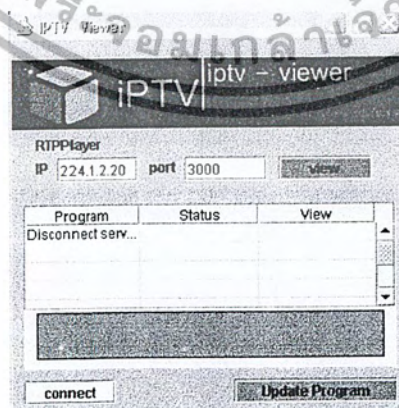 IPTV Viewer
iPTV iptv - viewer
RTPPlayer
IP 224.1.2.20 port 3000 view
Program Status View
Disconnect serv...
connect Update Program